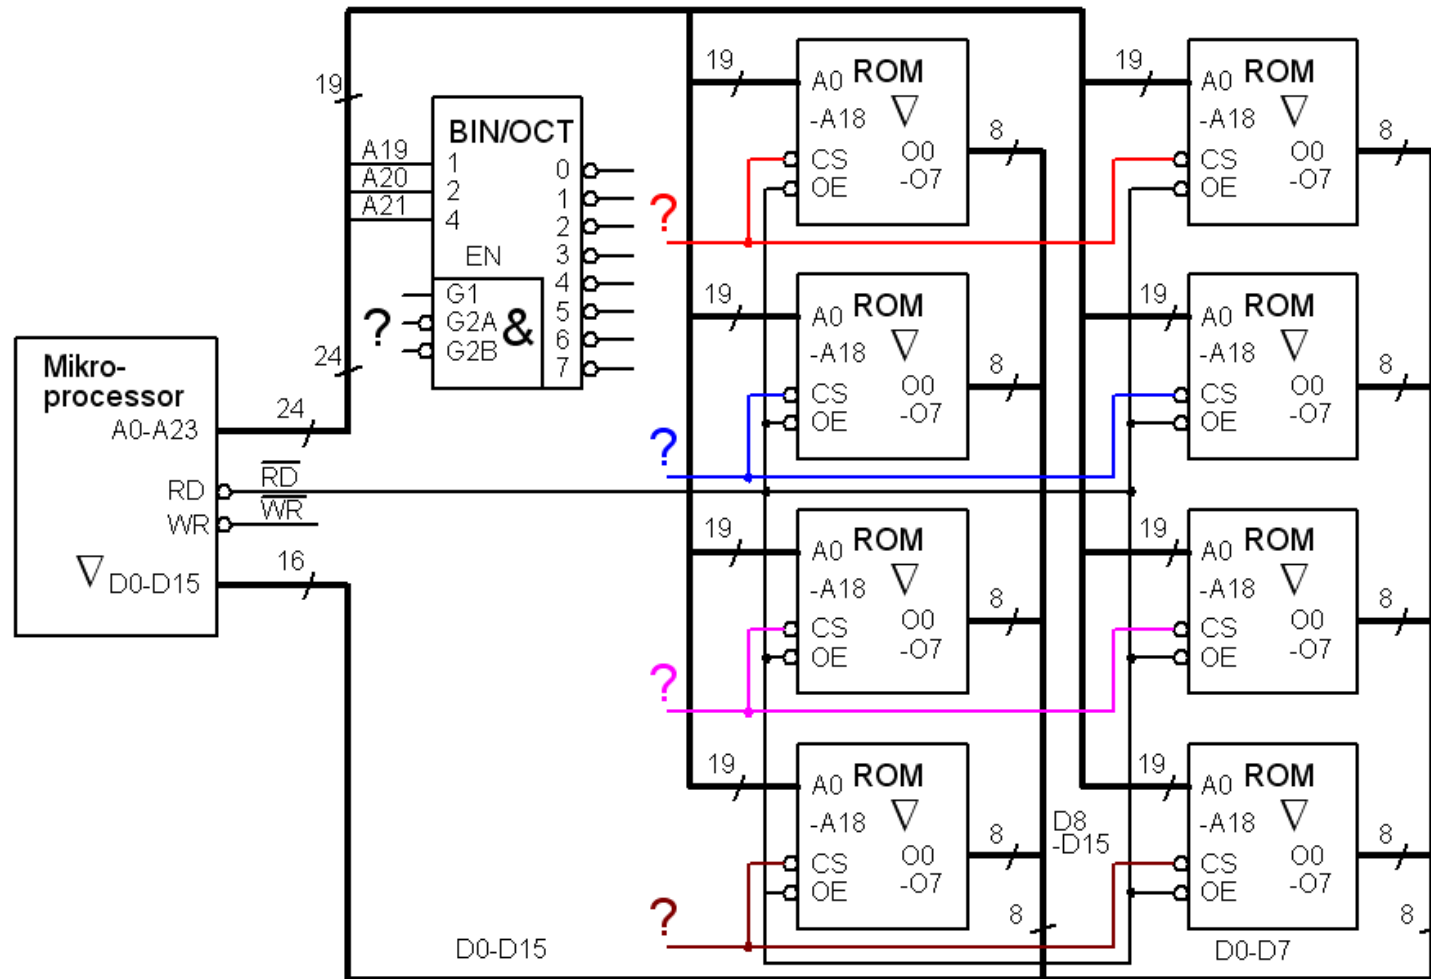 19
A19
A20
A21
BIN/OCT
1
2
4
EN
G1
G2A
G2B
&
0
1
2
3
4
5
6
7
?
24
Mikro-
processor
A0-A23
24
RD
RD
WR
WR
D0-D15
16
D0-D15
?
19
A0
ROM
-A18
CS
OE
O0
-O7
8
19
A0
ROM
-A18
CS
OE
O0
-O7
8
?
19
A0
ROM
-A18
CS
OE
O0
-O7
8
19
A0
ROM
-A18
CS
OE
O0
-O7
8
?
19
A0
ROM
-A18
CS
OE
O0
-O7
8
19
A0
ROM
-A18
CS
OE
O0
-O7
8
?
19
A0
ROM
-A18
CS
OE
O0
-O7
8
D8
-D15
8
19
A0
ROM
-A18
CS
OE
O0
-O7
8
8
D0-D7